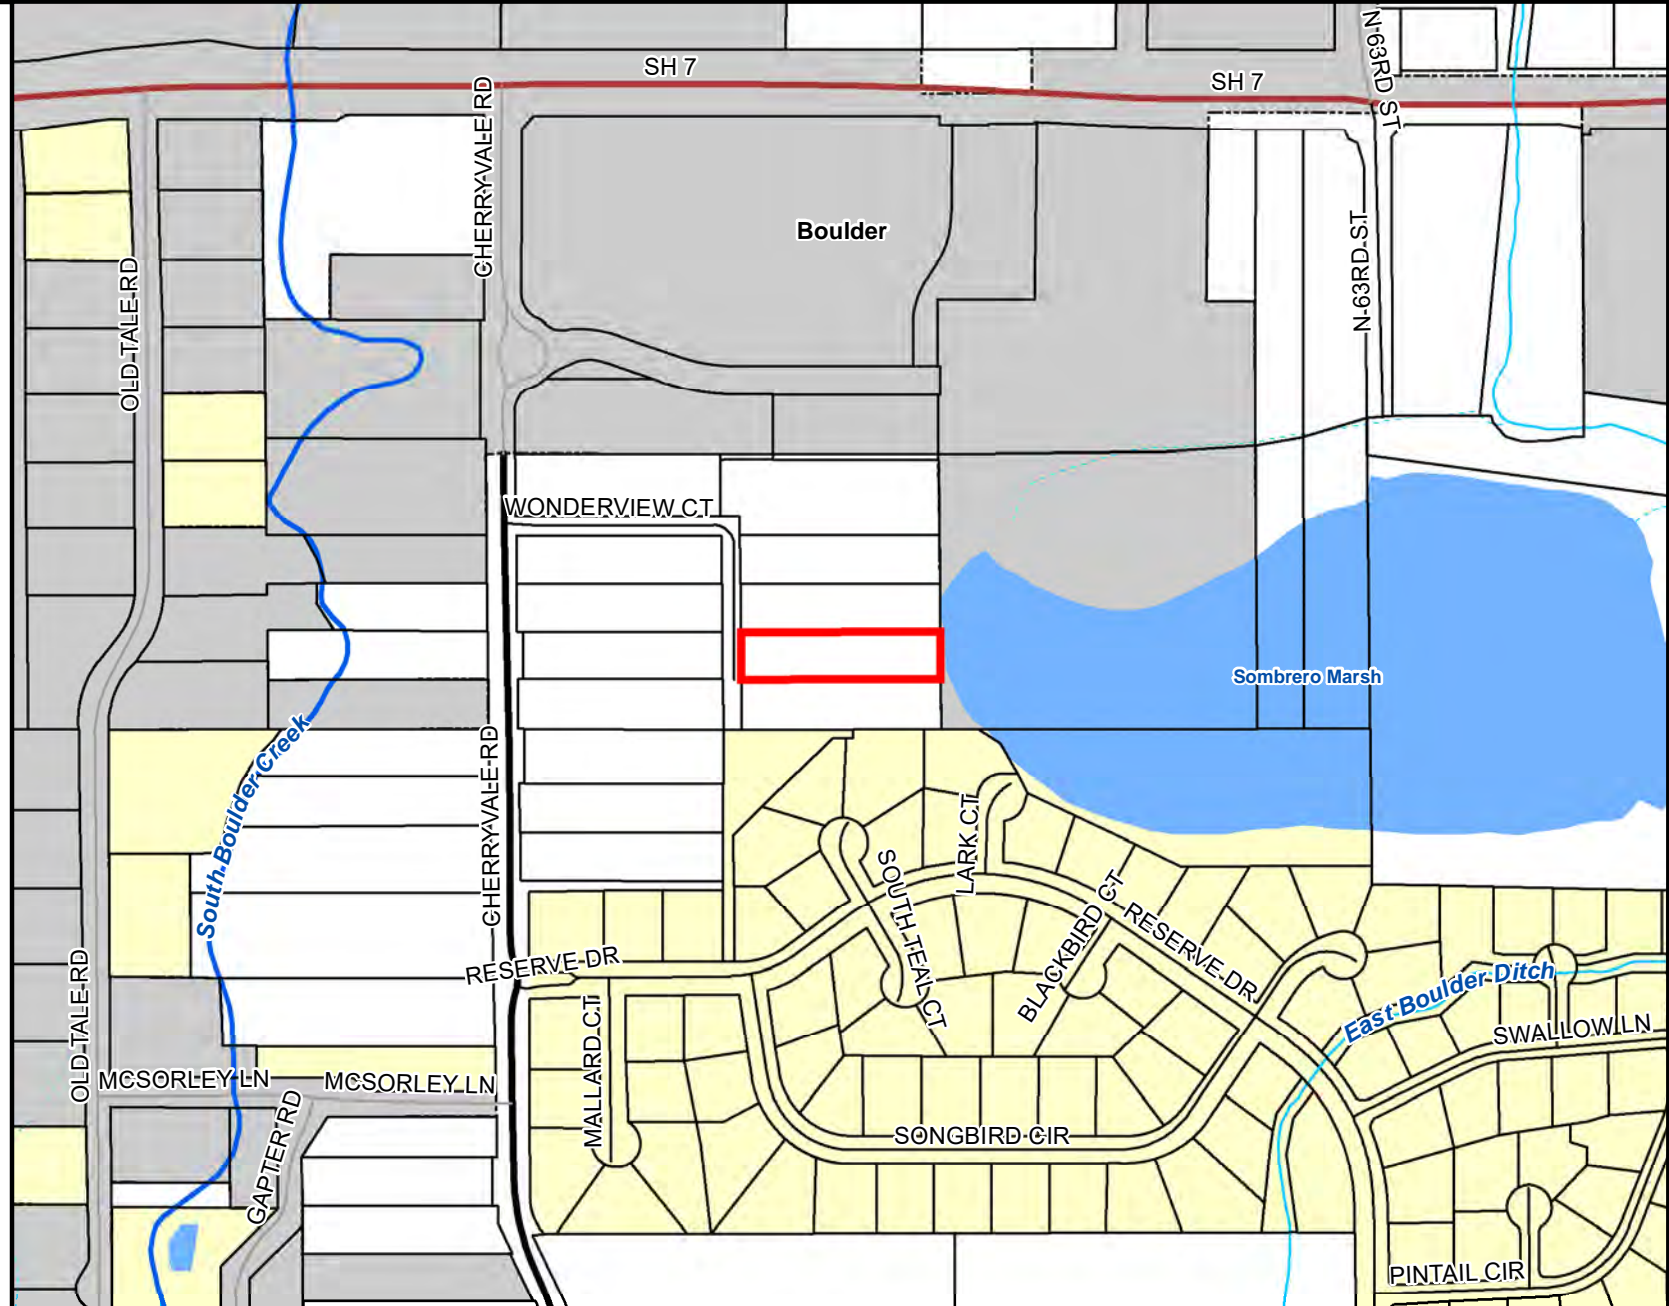 SH 7
SH 7
N 63RD ST
CHERRYVALE RD
Boulder
OLD TALE RD
N 63RD ST
WONDERVIEW CT
Sombrero Marsh
South Boulder Creek
CHERRYVALE RD
LARK CT
SOUTH TEAL CT
BLACKBIRD CT
RESERVE DR
RESERVE DR
East Boulder Ditch
SWALLOW LN
OLD TALE RD
MALLARD CT
MCSORLEY LN
MCSORLEY LN
GAPTER RD
SONGBIRD CIR
PINTAIL CIR